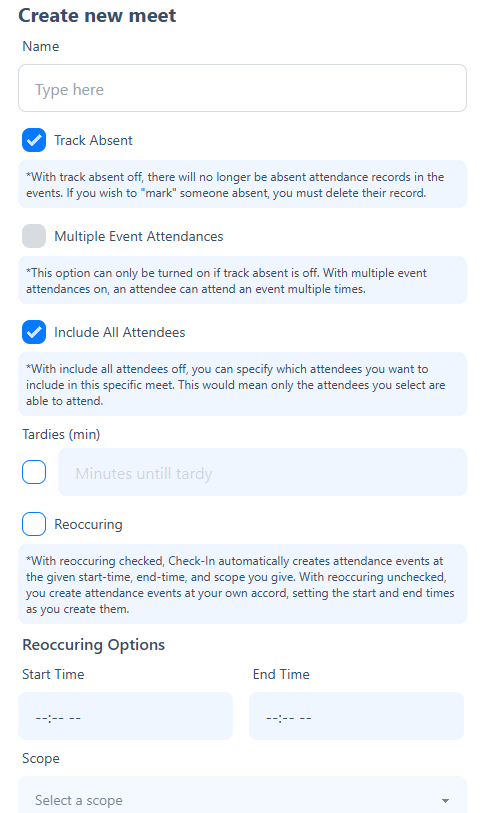 Create new meet
Name
Type here
Track Absent
*With track absent off, there will no longer be absent attendance records in the
events. If you wish to "mark" someone absent, you must delete their record.
Multiple Event Attendances
*This option can only be turned on if track absent is off. With multiple event
attendances on, an attendee can attend an event multiple times.
Include All Attendees
*With include all attendees off, you can specify which attendees you want to
include in this specific meet. This would mean only the attendees you select are
able to attend.
Tardies (min)
Minutes untill tardy
Reoccuring
*With reoccuring checked, Check-In automatically creates attendance events at
the given start-time, end-time, and scope you give. With reoccuring unchecked,
you create attendance events at your own accord, setting the start and end times
as you create them.
Reoccuring Options
Start Time End Time
--:-- -- --:-- --
Scope
Select a scope